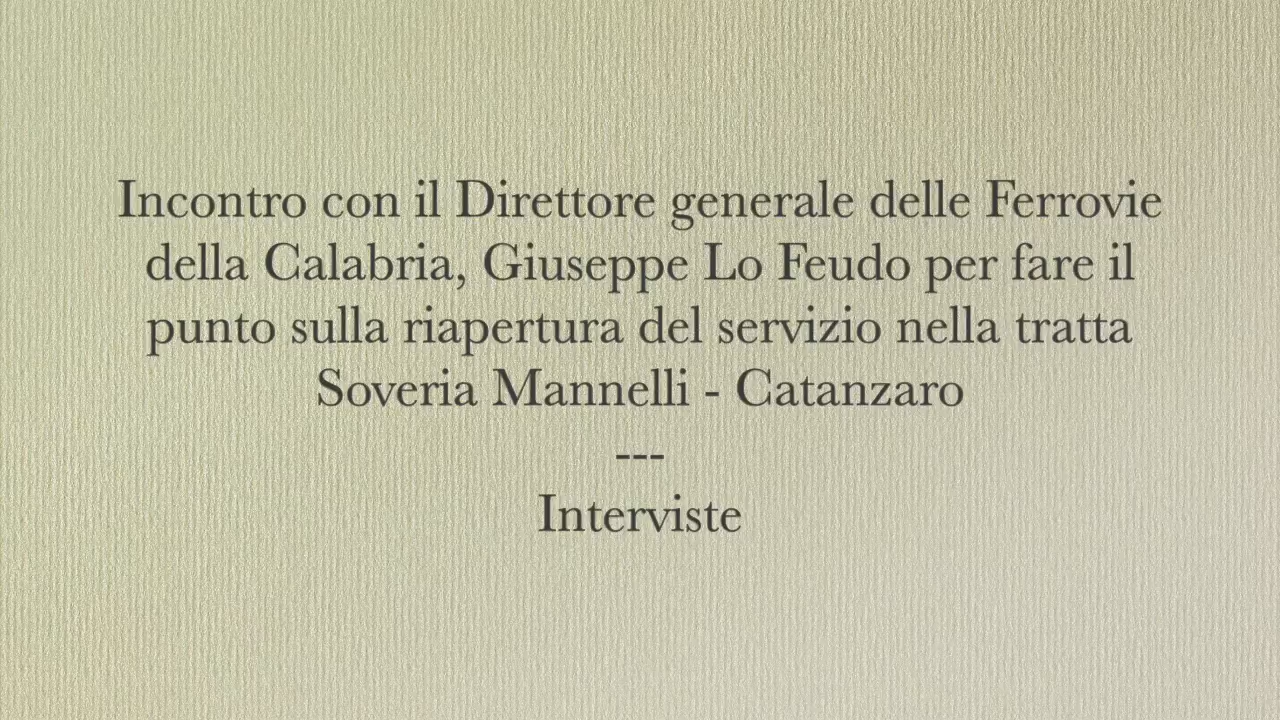 Incontro con il Direttore generale delle Ferrovie
della Calabria, Giuseppe Lo Feudo per fare il
punto sulla riapertura del servizio nella tratta
Soveria Mannelli - Catanzaro
---
Interviste